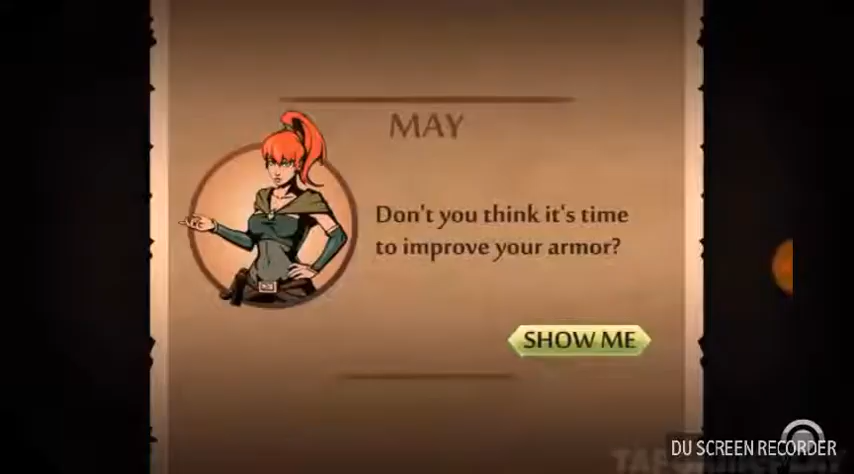 MAY
Don't you think it's time
to improve your armor?
SHOW ME
DU SCREEN RECORDER